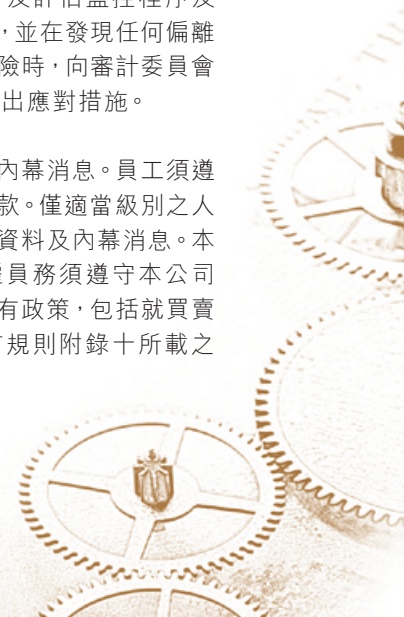 及評估監控程序及
，並在發現任何偏離
險時，向審計委員會
出應對措施。
內幕消息。員工須遵
款。僅適當級別之人
資料及內幕消息。本
僱員務須遵守本公司
有政策，包括就買賣
規則附錄十所載之